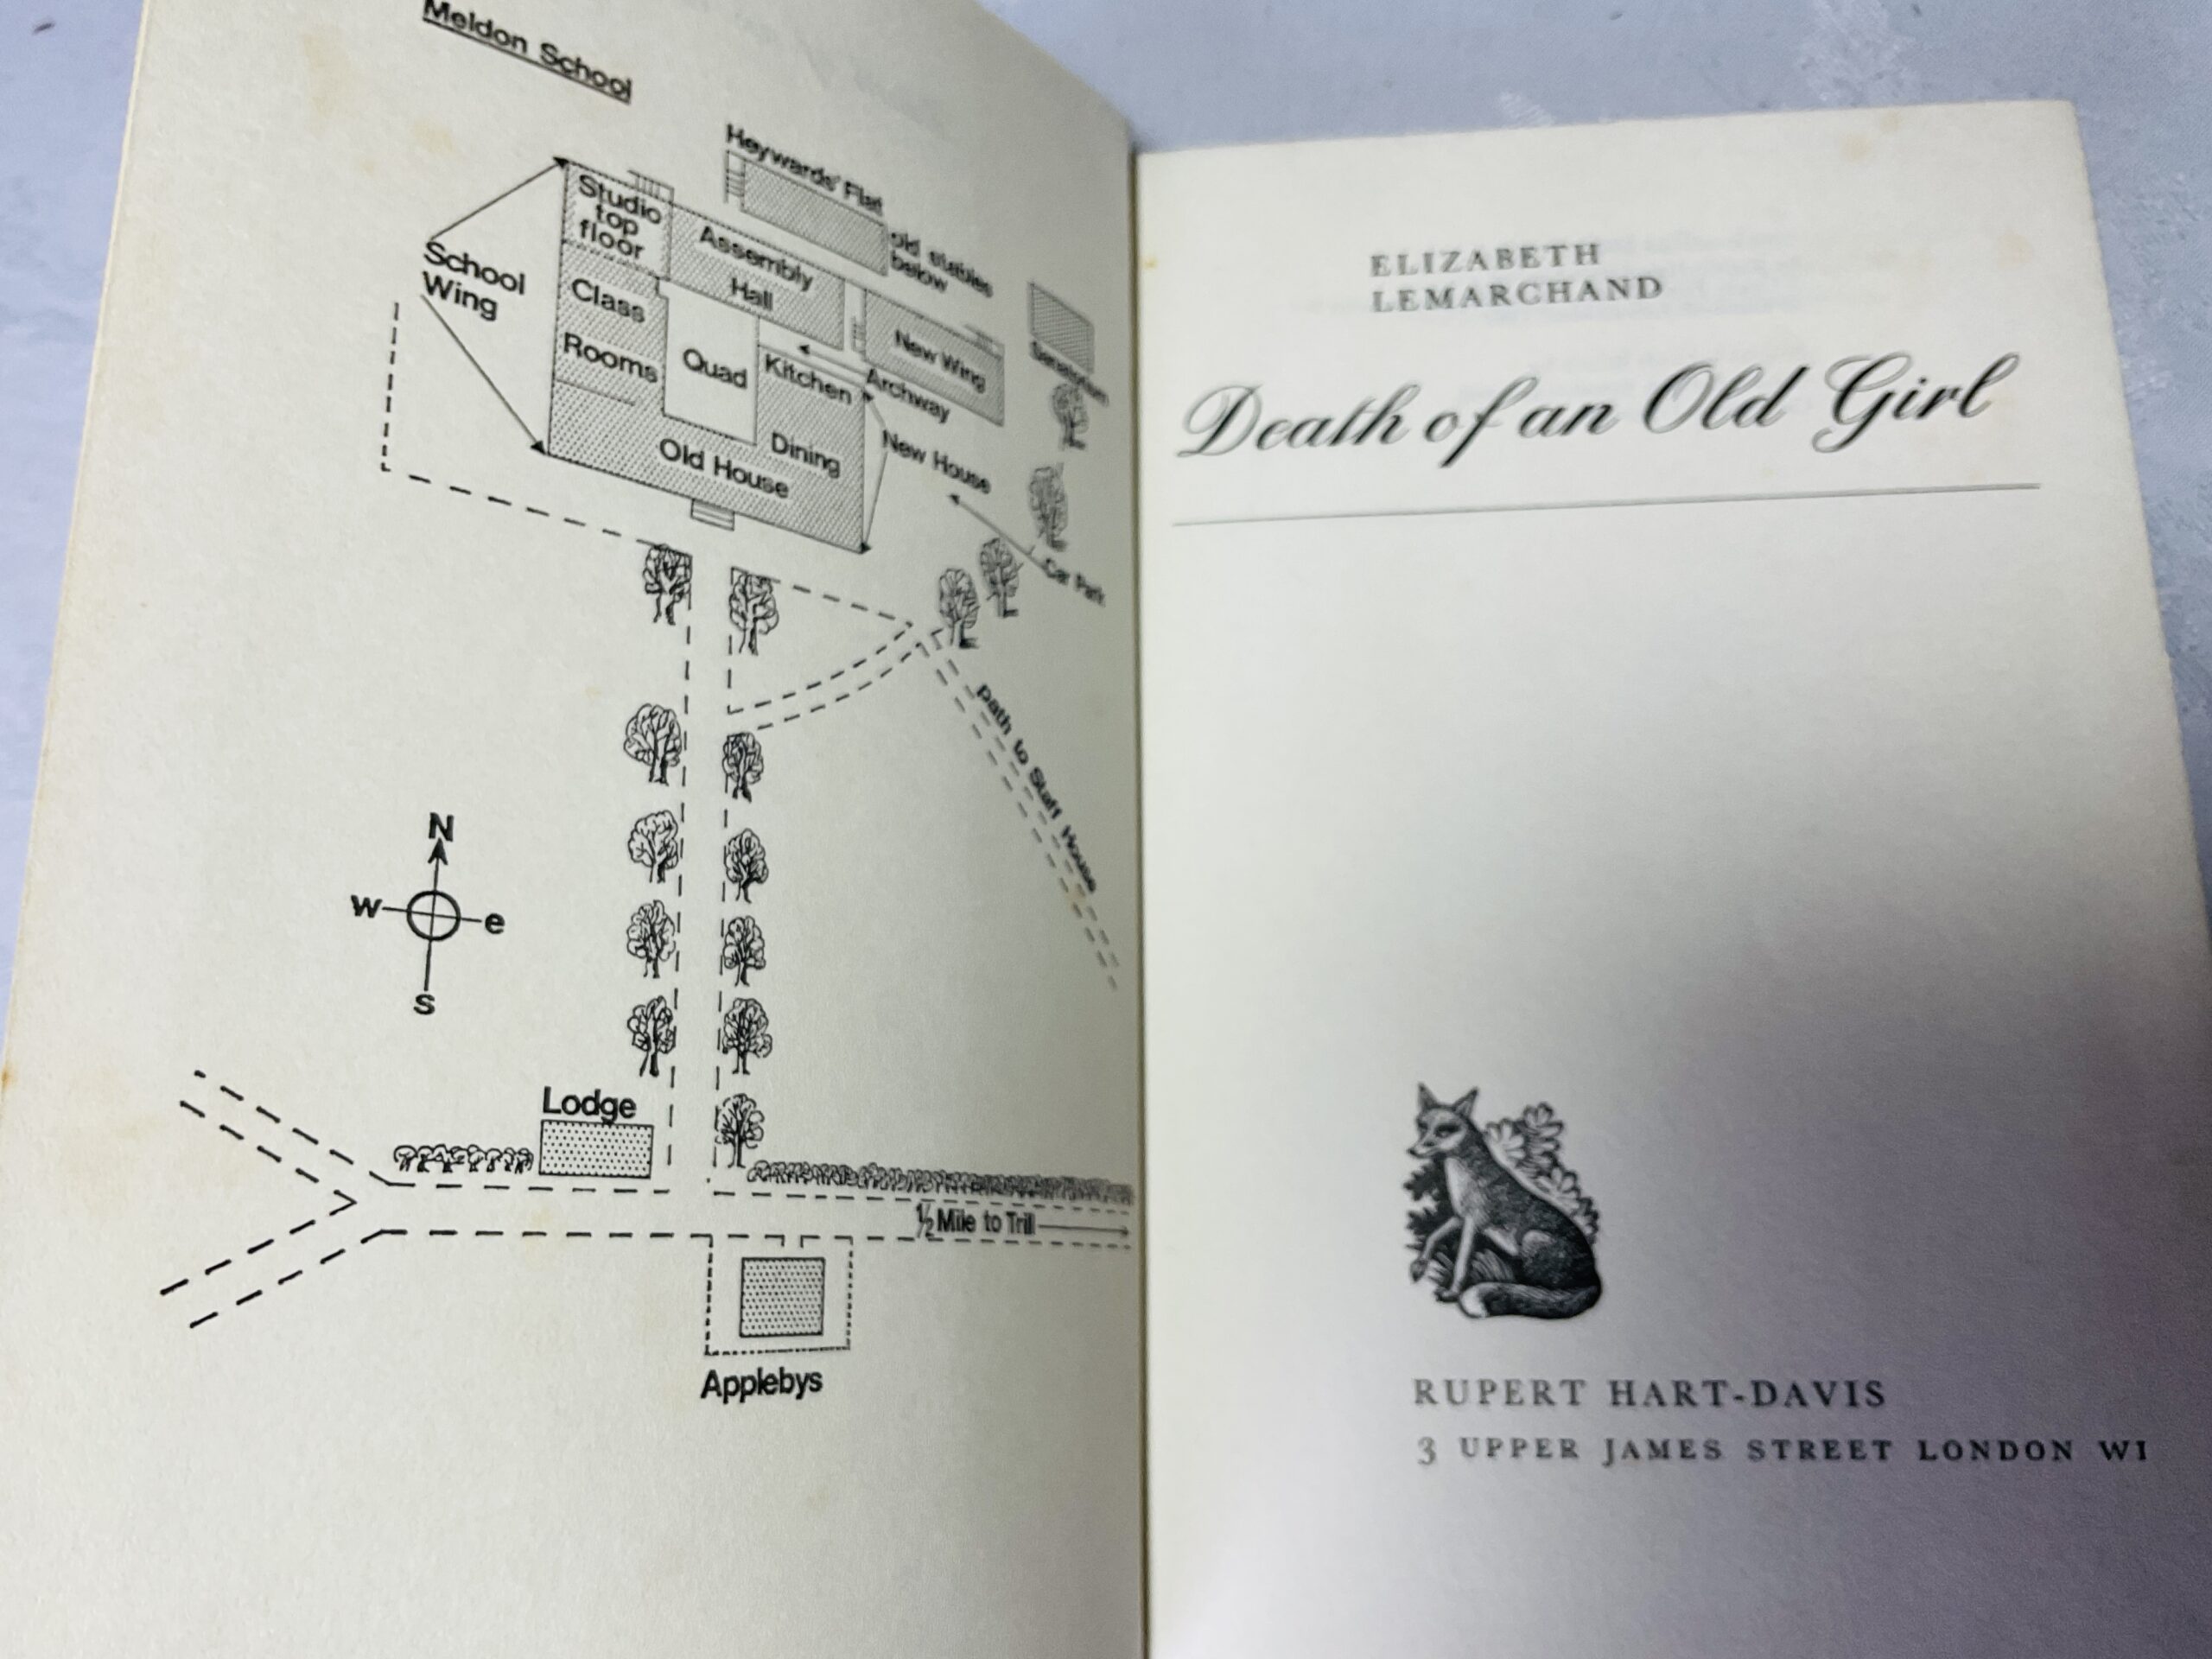 Meldon School
Heywards' Flat
old stables
below
Studio
top
floor
Assembly
Hall
School
Wing
Class
Rooms
Quad
Kitchen
Archway
New Wing
Sanatorium
New House
Old House
Dining
Car Park
path to Staff House
N
W
e
S
Lodge
½ Mile to Trill
Applebys
ELIZABETH
LEMARCHAND
Death of an Old Girl
RUPERT HART-DAVIS
3 UPPER JAMES STREET LONDON W1